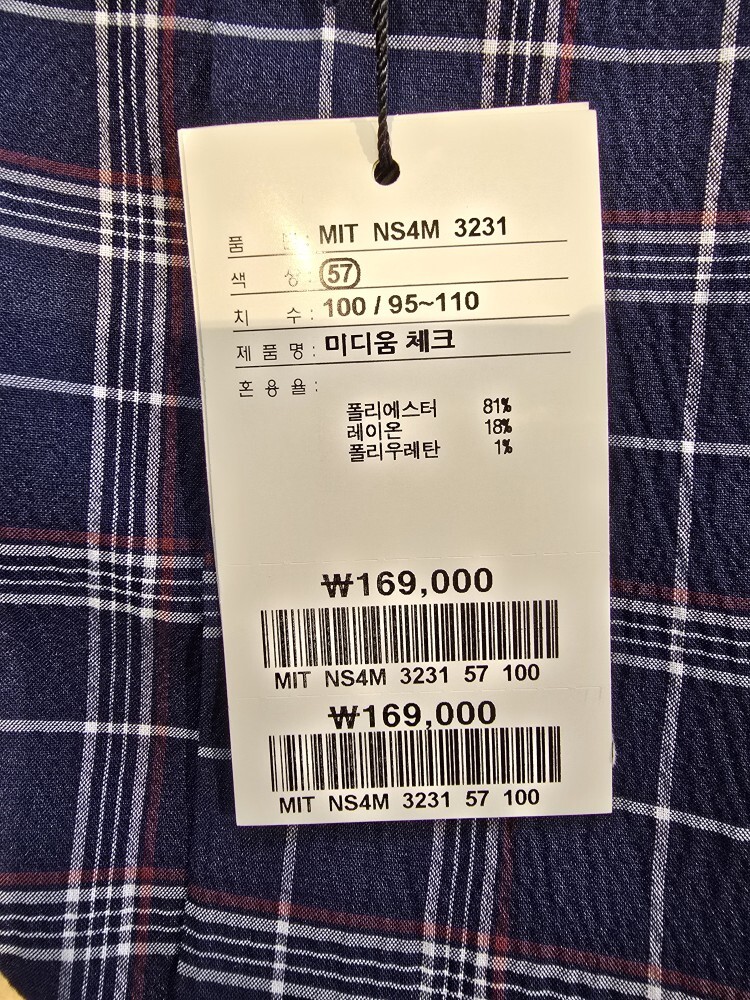 품 번 : MIT NS4M 3231
색 상 : 57
치 수 : 100 / 95~110
제 품 명 : 미디움 체크
혼 용 율 :
폴리에스터 81%
레이온 18%
폴리우레탄 1%
₩169,000
MIT NS4M 3231 57 100
₩169,000
MIT NS4M 3231 57 100